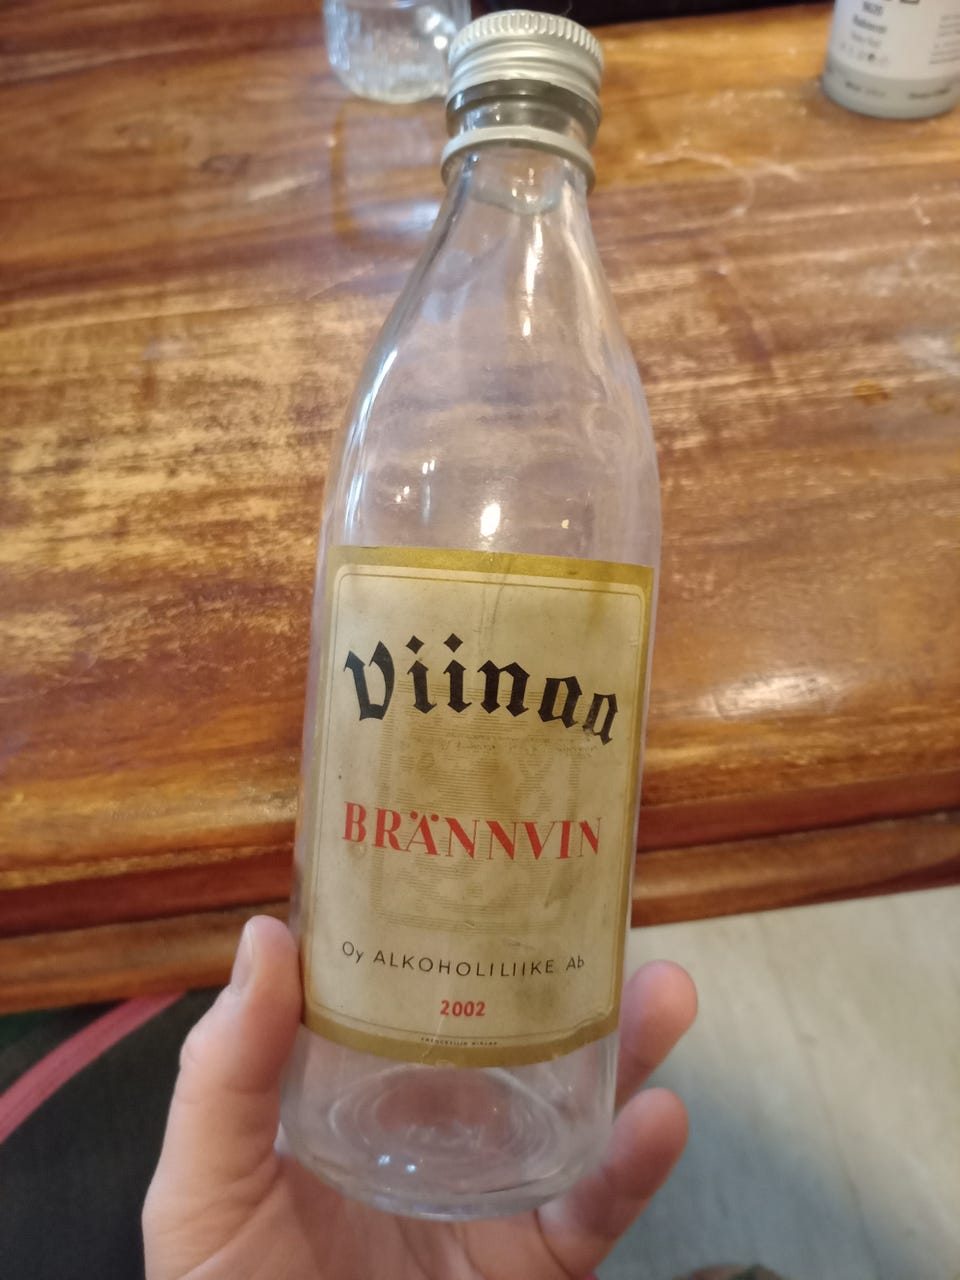 Viinaa
BRÄNNVIN
Oy ALKOHOLILIIKE Ab
2002